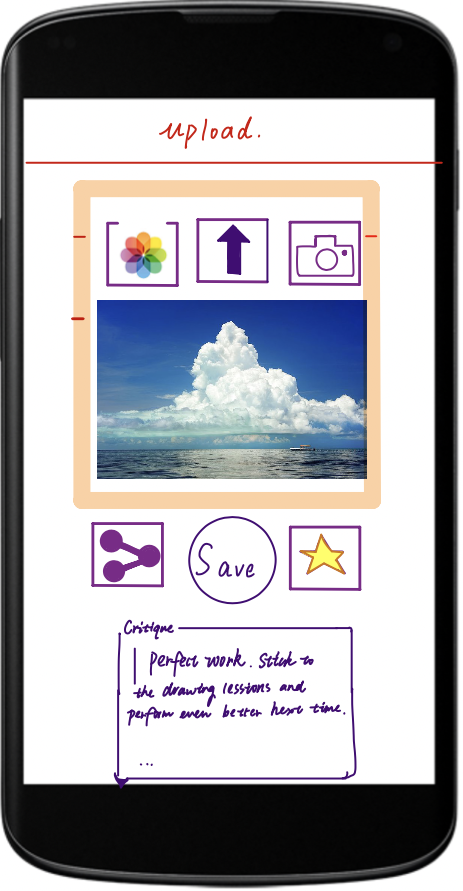 upload.
Save
Critique
Perfect work. Stick to
the drawing lessions and
perform even better next time.
...